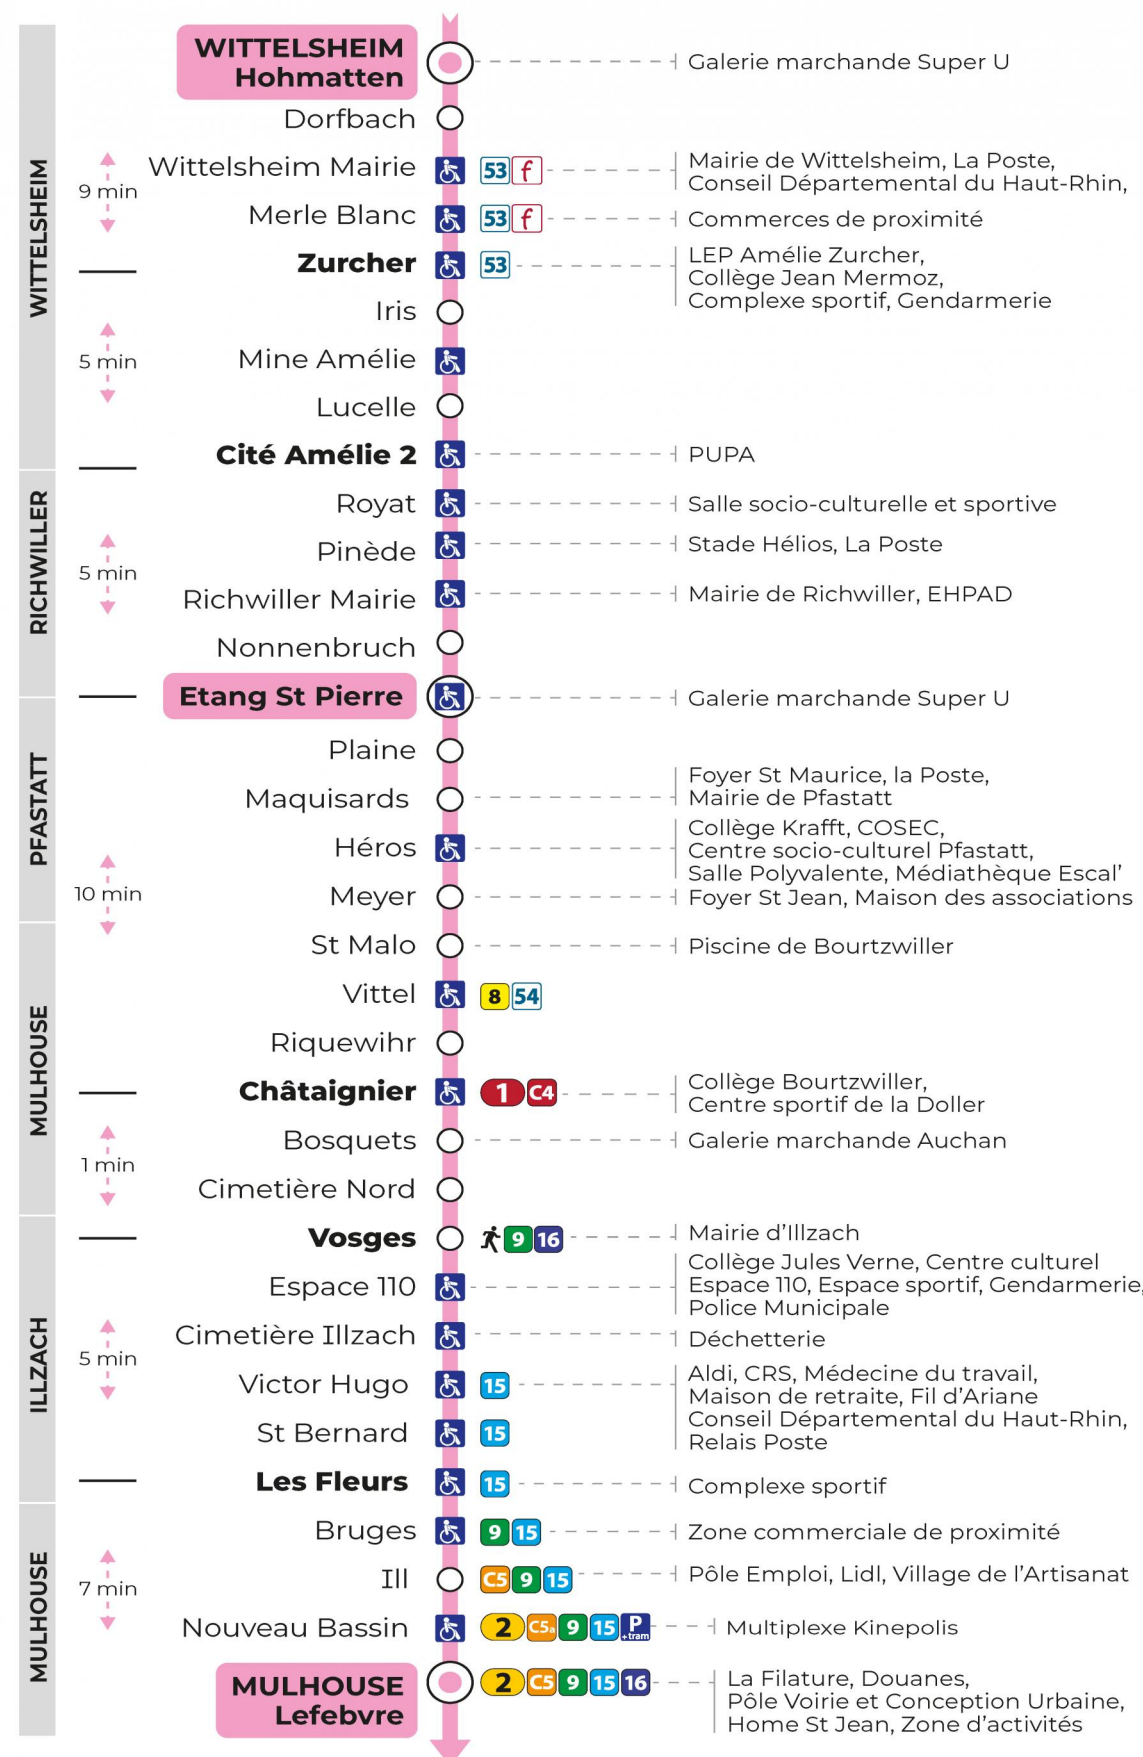 WITTELSHEIM
Hohmatten
Galerie marchande Super U
Dorfbach
WITTELSHEIM
9 min
Wittelsheim Mairie
53 f
Mairie de Wittelsheim, La Poste,
Conseil Départemental du Haut-Rhin,
Merle Blanc
53 f
Commerces de proximité
Zurcher
53
LEP Amélie Zurcher,
Collège Jean Mermoz,
Complexe sportif, Gendarmerie
Iris
5 min
Mine Amélie
Lucelle
Cité Amélie 2
PUPA
RICHWILLER
Royat
Salle socio-culturelle et sportive
5 min
Pinède
Stade Hélios, La Poste
Richwiller Mairie
Mairie de Richwiller, EHPAD
Nonnenbruch
Etang St Pierre
Galerie marchande Super U
PFASTATT
Plaine
Maquisards
Foyer St Maurice, la Poste,
Mairie de Pfastatt
Héros
Collège Krafft, COSEC,
Centre socio-culturel Pfastatt,
Salle Polyvalente, Médiathèque Escal’
10 min
Meyer
Foyer St Jean, Maison des associations
MULHOUSE
St Malo
Piscine de Bourtzwiller
Vittel
8 54
Riquewihr
Châtaignier
1 C4
Collège Bourtzwiller,
Centre sportif de la Doller
1 min
Bosquets
Galerie marchande Auchan
Cimetière Nord
ILLZACH
Vosges
9 16
Mairie d’Illzach
Espace 110
Collège Jules Verne, Centre culturel
Espace 110, Espace sportif, Gendarmerie,
Police Municipale
5 min
Cimetière Illzach
Déchetterie
Victor Hugo
15
Aldi, CRS, Médecine du travail,
Maison de retraite, Fil d’Ariane
Conseil Départemental du Haut-Rhin,
Relais Poste
St Bernard
15
Les Fleurs
15
Complexe sportif
MULHOUSE
Bruges
9 15
Zone commerciale de proximité
7 min
Ill
C5 9 15
Pôle Emploi, Lidl, Village de l’Artisanat
Nouveau Bassin
2 C5a 9 15 P
+tram
Multiplexe Kinepolis
MULHOUSE
Lefebvre
2 C5 9 15 16
La Filature, Douanes,
Pôle Voirie et Conception Urbaine,
Home St Jean, Zone d’activités